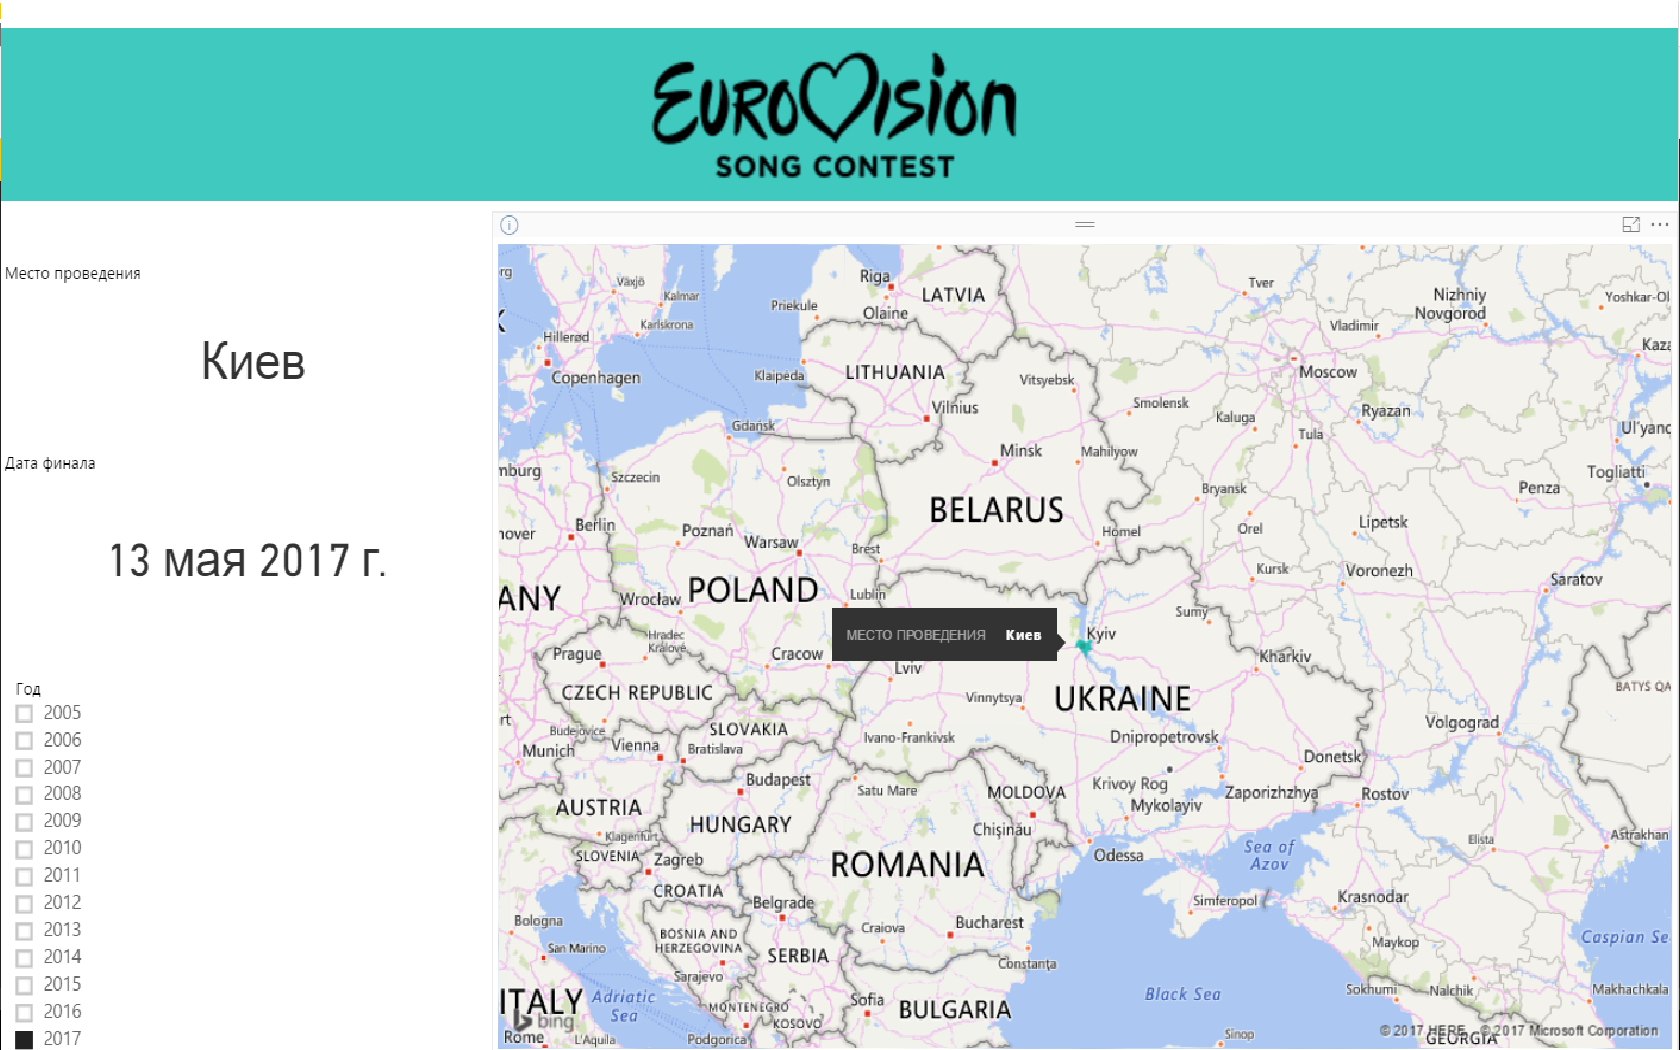 EUROVISION
SONG CONTEST
Место проведения
Киев
Дата финала
13 мая 2017 г.
Год
2005
2006
2007
2008
2009
2010
2011
2012
2013
2014
2015
2016
2017
Växjö
Kalmar
Karlskrona
Hillerød
Copenhagen
Riga
LATVIA
Priekule
Olaine
Tver
Nizhniy
Novgorod
Yoshkar-Ol
Vladimir
Kaza
LITHUANIA
Klaipėda
Vitsyebsk
Moscow
Vilnius
Smolensk
Kaluga
Ryazan
Gdańsk
Tula
Ul'yano
Minsk
Mahilyow
mburg
Szczecin
Olsztyn
Togliatti
Bryansk
Penza
BELARUS
Berlin
nover
Poznań
Warsaw
Homel
Orel
Lipetsk
Brest
Kursk
Voronezh
Saratov
ANY
Wrocław
POLAND
Lublin
Sumy
МЕСТО ПРОВЕДЕНИЯ Киев
Kyiv
Hradec
Králové
Prague
Cracow
Lviv
Kharkiv
CZECH REPUBLIC
Vinnytsya
UKRAINE
BATYS QA
rt
Budejovice
SLOVAKIA
Ivano-Frankivsk
Dnipropetrovsk
Volgograd
Munich
Vienna
Bratislava
Donetsk
Budapest
Satu Mare
MOLDOVA
Krivoy Rog
Zaporizhzhya
Rostov
AUSTRIA
Mykolayiv
HUNGARY
Chişinău
Klagenfurt
Elista
Astrakhan
SLOVENIA
Zagreb
ROMANIA
Odessa
Sea of
Azov
CROATIA
Belgrade
Simferopol
Krasnodar
Bologna
Craiova
Bucharest
BOSNIA AND
HERZEGOVINA
San Marino
SERBIA
Maykop
Caspian Se
Sarajevo
Constanţa
ITALY
Adriatic
Sea
MONTENEGRO
Sofia
BULGARIA
Black Sea
Sokhumi
Nalchik
Makhachkala
bing
KOSOVO
Rome
L'Aquila
Podgorica
Sinop
GEORGIA
© 2017 HERE
© 2017 Microsoft Corporation